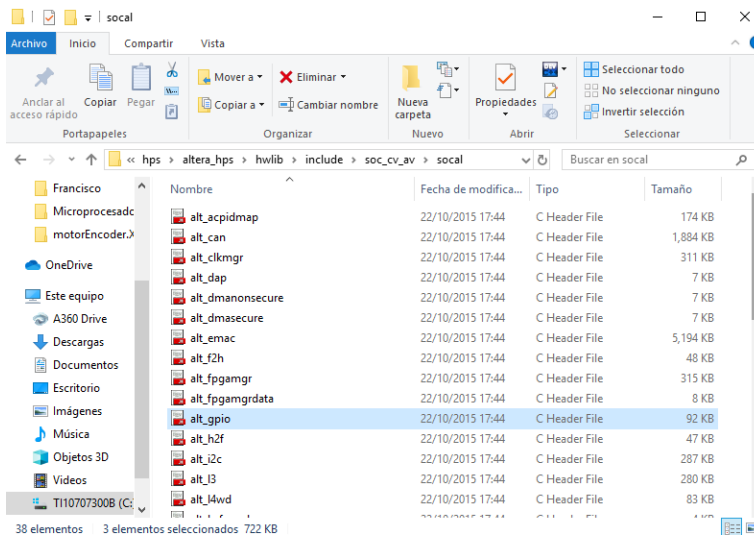 socal
Archivo Inicio Compartir Vista
Anclar al acceso rápido
Copiar
Pegar
Mover a
Copiar a
Eliminar
Cambiar nombre
Nueva carpeta
Propiedades
Seleccionar todo
No seleccionar ninguno
Invertir selección
Portapapeles Organizar Nuevo Abrir Seleccionar
« hps › altera_hps › hwlib › include › soc_cv_av › socal
Buscar en socal
Nombre Fecha de modifica... Tipo Tamaño
Francisco
Microprocesadc
motorEncoder.X
OneDrive
Este equipo
A360 Drive
Descargas
Documentos
Escritorio
Imágenes
Música
Objetos 3D
Videos
TI10707300B (C:
alt_acpidmap 22/10/2015 17:44 C Header File 174 KB
alt_can 22/10/2015 17:44 C Header File 1,884 KB
alt_clkmgr 22/10/2015 17:44 C Header File 311 KB
alt_dap 22/10/2015 17:44 C Header File 7 KB
alt_dmanonsecure 22/10/2015 17:44 C Header File 7 KB
alt_dmasecure 22/10/2015 17:44 C Header File 7 KB
alt_emac 22/10/2015 17:44 C Header File 5,194 KB
alt_f2h 22/10/2015 17:44 C Header File 48 KB
alt_fpgamgr 22/10/2015 17:44 C Header File 315 KB
alt_fpgamgrdata 22/10/2015 17:44 C Header File 8 KB
alt_gpio 22/10/2015 17:44 C Header File 92 KB
alt_h2f 22/10/2015 17:44 C Header File 47 KB
alt_i2c 22/10/2015 17:44 C Header File 287 KB
alt_l3 22/10/2015 17:44 C Header File 280 KB
alt_l4wd 22/10/2015 17:44 C Header File 83 KB
38 elementos 3 elementos seleccionados 722 KB